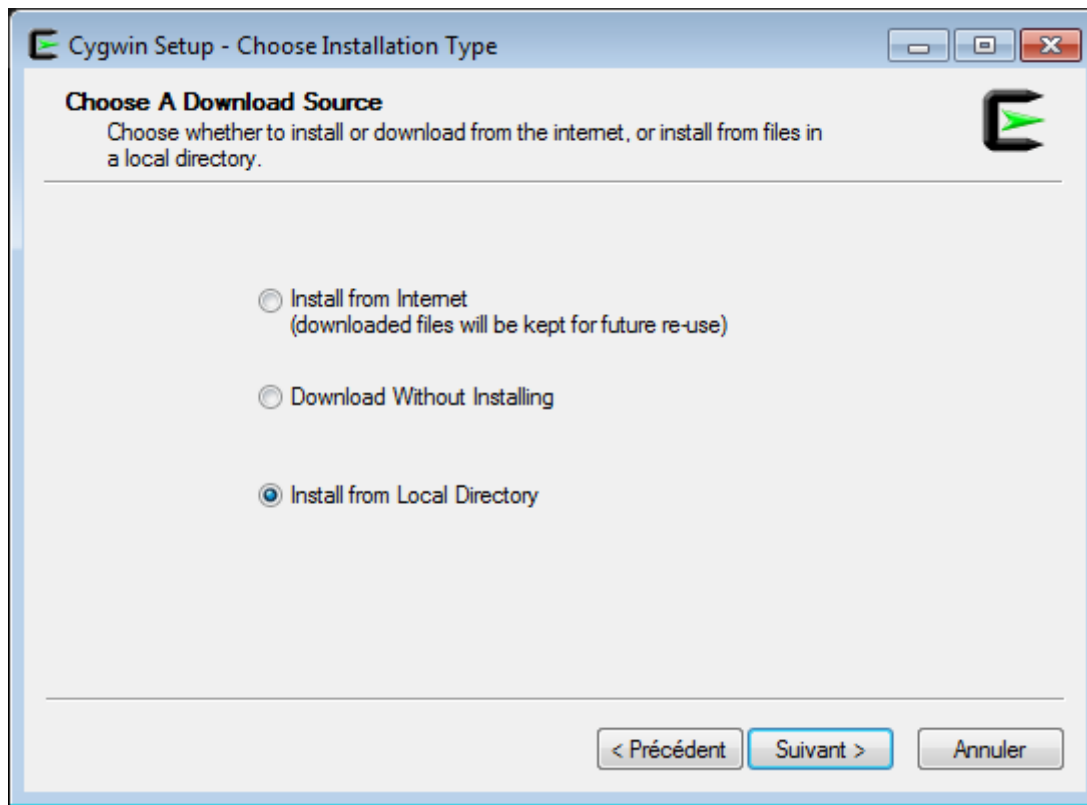 Cygwin Setup - Choose Installation Type
Choose A Download Source
Choose whether to install or download from the internet, or install from files in
a local directory.
Install from Internet
(downloaded files will be kept for future re-use)
Download Without Installing
Install from Local Directory
< Précédent Suivant > Annuler